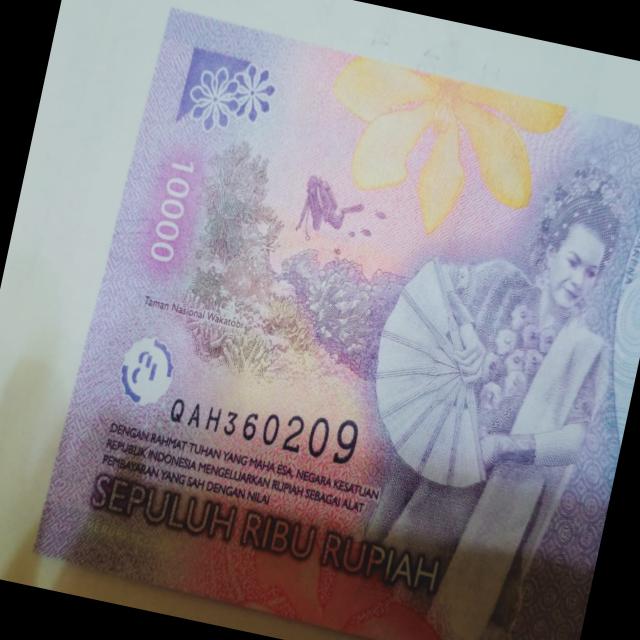 10000
Taman Nasional Wakatobi
QAH360209
DENGAN RAHMAT TUHAN YANG MAHA ESA, NEGARA KESATUAN
REPUBLIK INDONESIA MENGELUARKAN RUPIAH SEBAGAI ALAT
PEMBAYARAN YANG SAH DENGAN NILAI
SEPULUH RIBU RUPIAH